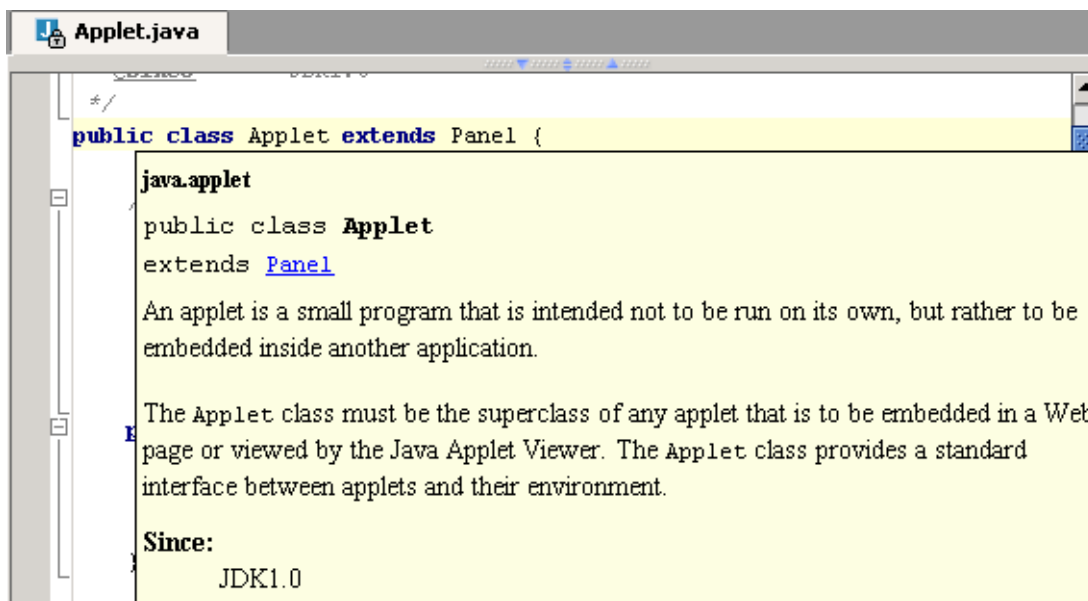 Applet.java
JDK1.0
*/
public class Applet extends Panel {
java.applet
public class Applet
extends Panel
An applet is a small program that is intended not to be run on its own, but rather to be
embedded inside another application.
The Applet class must be the superclass of any applet that is to be embedded in a Web
page or viewed by the Java Applet Viewer. The Applet class provides a standard
interface between applets and their environment.
Since:
JDK1.0